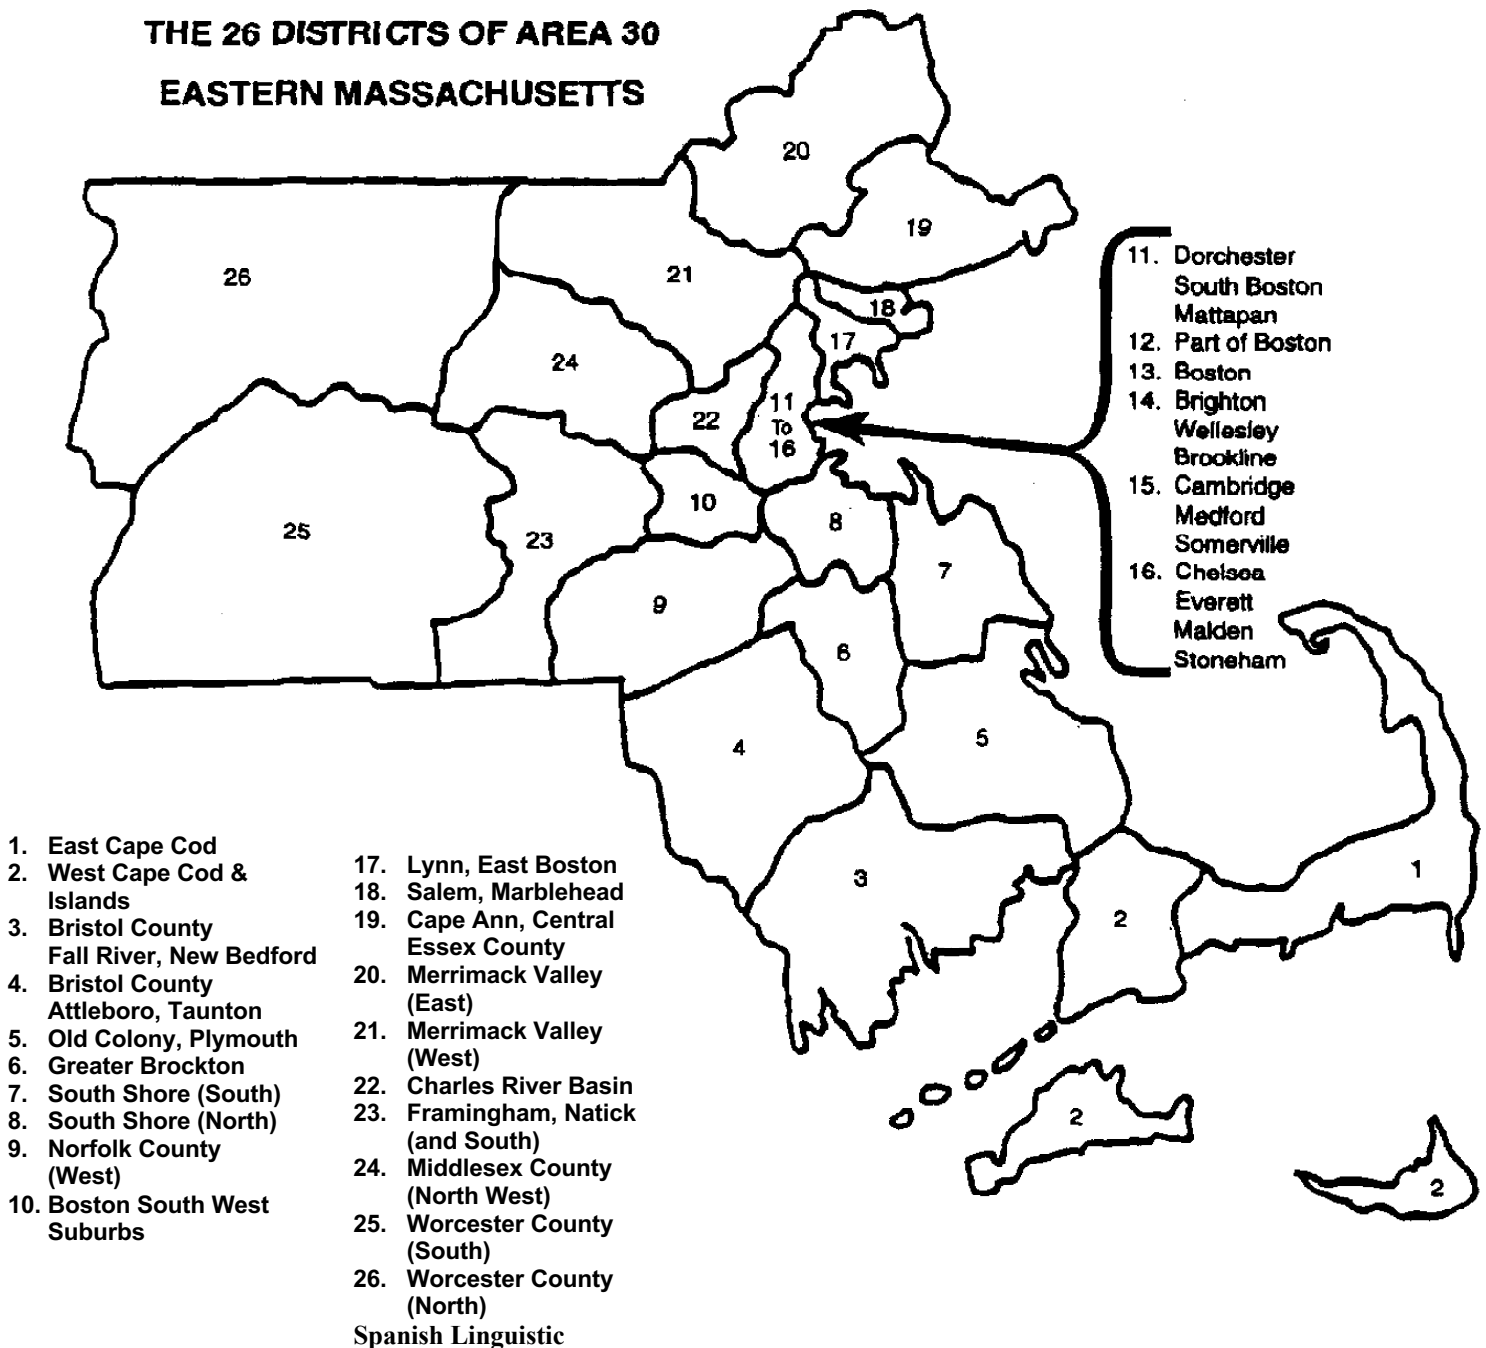 THE 26 DISTRICTS OF AREA 30
EASTERN MASSACHUSETTS
20
19
26
21
18
17
24
22
11
To
16
10
8
25
23
7
9
6
4
5
3
1
2
2
2
11. Dorchester
South Boston
Mattapan
12. Part of Boston
13. Boston
14. Brighton
Wellesley
Brookline
15. Cambridge
Medford
Somerville
16. Chelsea
Everett
Malden
Stoneham
1. East Cape Cod
2. West Cape Cod &
Islands
3. Bristol County
Fall River, New Bedford
4. Bristol County
Attleboro, Taunton
5. Old Colony, Plymouth
6. Greater Brockton
7. South Shore (South)
8. South Shore (North)
9. Norfolk County
(West)
10. Boston South West
Suburbs
17. Lynn, East Boston
18. Salem, Marblehead
19. Cape Ann, Central
Essex County
20. Merrimack Valley
(East)
21. Merrimack Valley
(West)
22. Charles River Basin
23. Framingham, Natick
(and South)
24. Middlesex County
(North West)
25. Worcester County
(South)
26. Worcester County
(North)
Spanish Linguistic